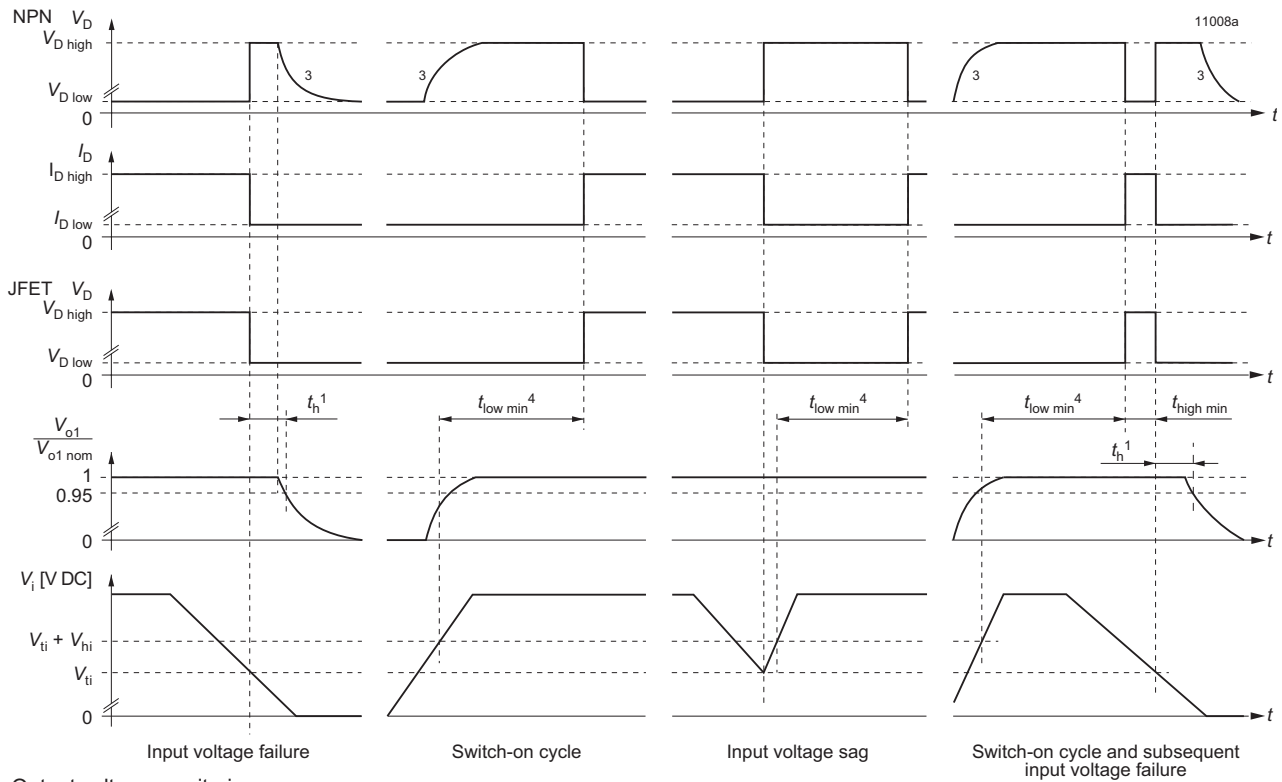 NPN V_D
11008a
V_D high
3 3 3 3
V_D low
0
t
I_D
I_D high
I_D low
0
t
JFET V_D
V_D high
V_D low
0
t
t_h^1 t_low min^4 t_low min^4 t_low min^4 t_high min
V_o1
V_o1 nom
t_h^1
1
0.95
0
t
V_i [V DC]
V_ti + V_hi
V_ti
0
t
Input voltage failure Switch-on cycle Input voltage sag Switch-on cycle and subsequent
input voltage failure